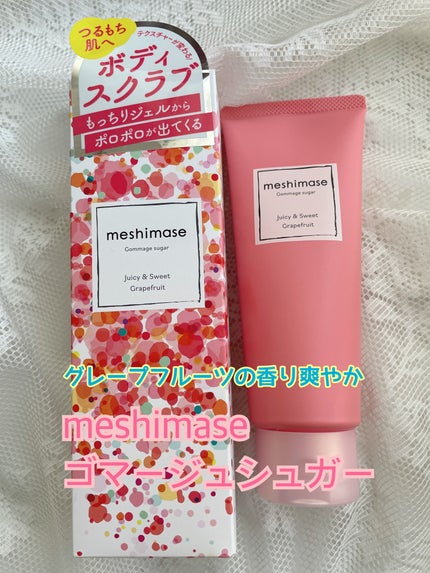 つるもち
肌へ
テクスチャーが変わる!
ボディ
スクラブ
もっちりジェルから
ポロポロが出てくる
meshimase
Gommage sugar
Juicy & Sweet
Grapefruit
meshimase
Gommage sugar
Juicy & Sweet
Grapefruit
グレープフルーツの香り爽やか
meshimase
ゴマージュシュガー